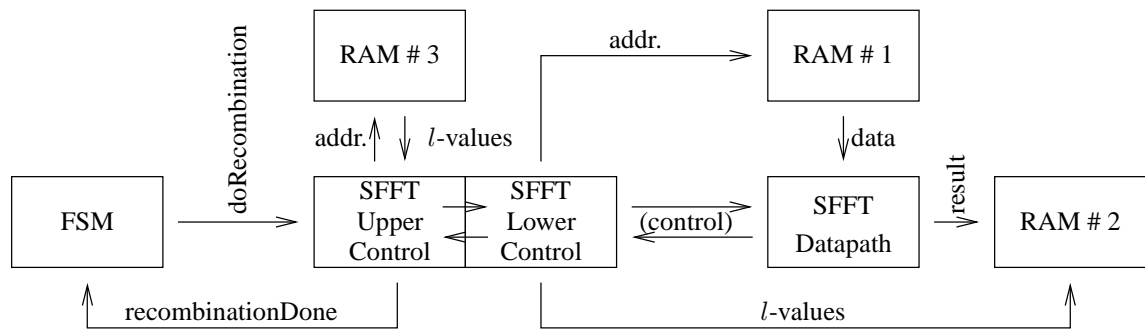 RAM # 3
addr.
RAM # 1
doRecombination
addr.
l-values
data
FSM
SFFT
Upper
Control
SFFT
Lower
Control
(control)
SFFT
Datapath
result
RAM # 2
recombinationDone
l-values